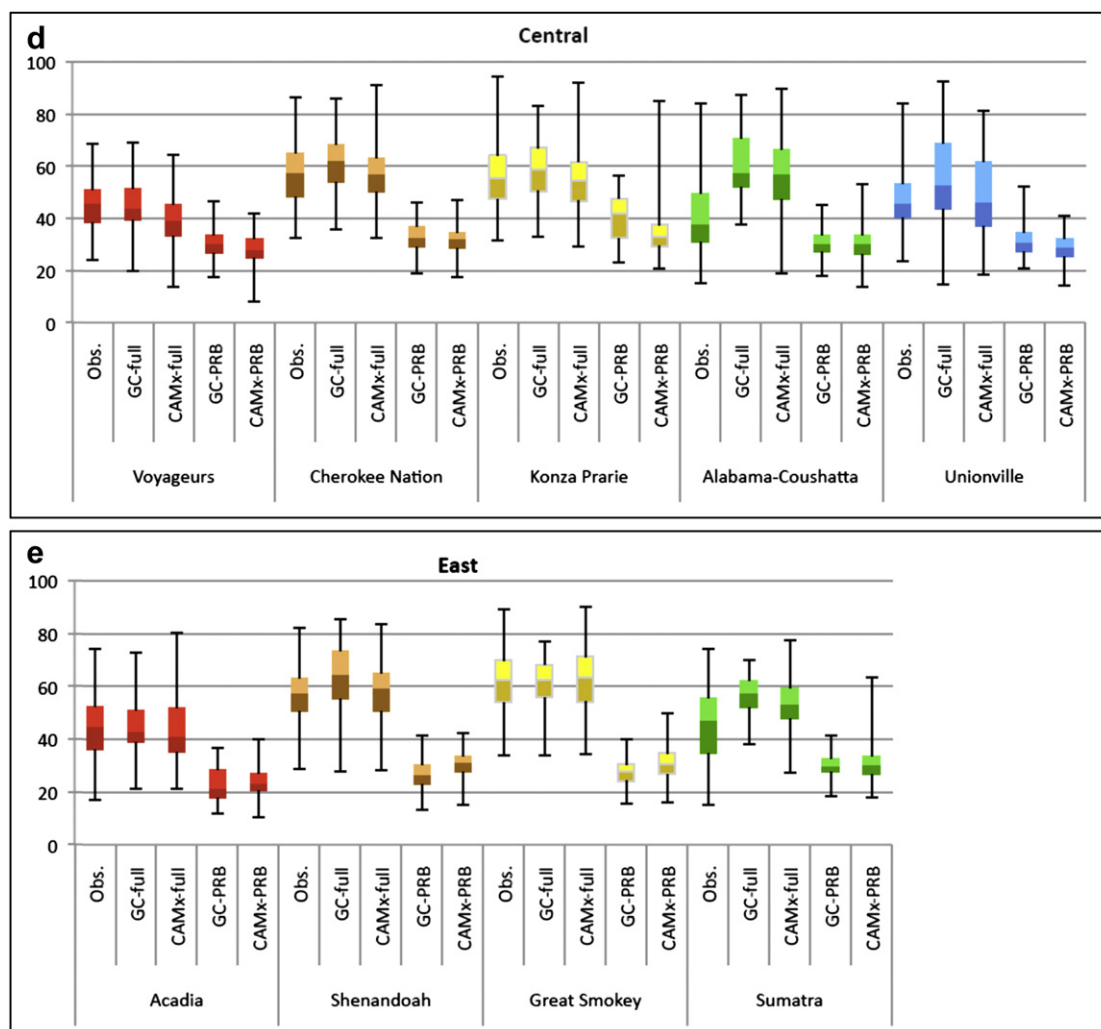 d
Central
100
80
60
40
20
0
Obs.
GC-full
CAMx-full
GC-PRB
CAMx-PRB
Obs.
GC-full
CAMx-full
GC-PRB
CAMx-PRB
Obs.
GC-full
CAMx-full
GC-PRB
CAMx-PRB
Obs.
GC-full
CAMx-full
GC-PRB
CAMx-PRB
Obs.
GC-full
CAMx-full
GC-PRB
CAMx-PRB
Voyageurs
Cherokee Nation
Konza Prarie
Alabama-Coushatta
Unionville
e
East
100
80
60
40
20
0
Obs.
GC-full
CAMx-full
GC-PRB
CAMx-PRB
Obs.
GC-full
CAMx-full
GC-PRB
CAMx-PRB
Obs.
GC-full
CAMx-full
GC-PRB
CAMx-PRB
Obs.
GC-full
CAMx-full
GC-PRB
CAMx-PRB
Acadia
Shenandoah
Great Smokey
Sumatra